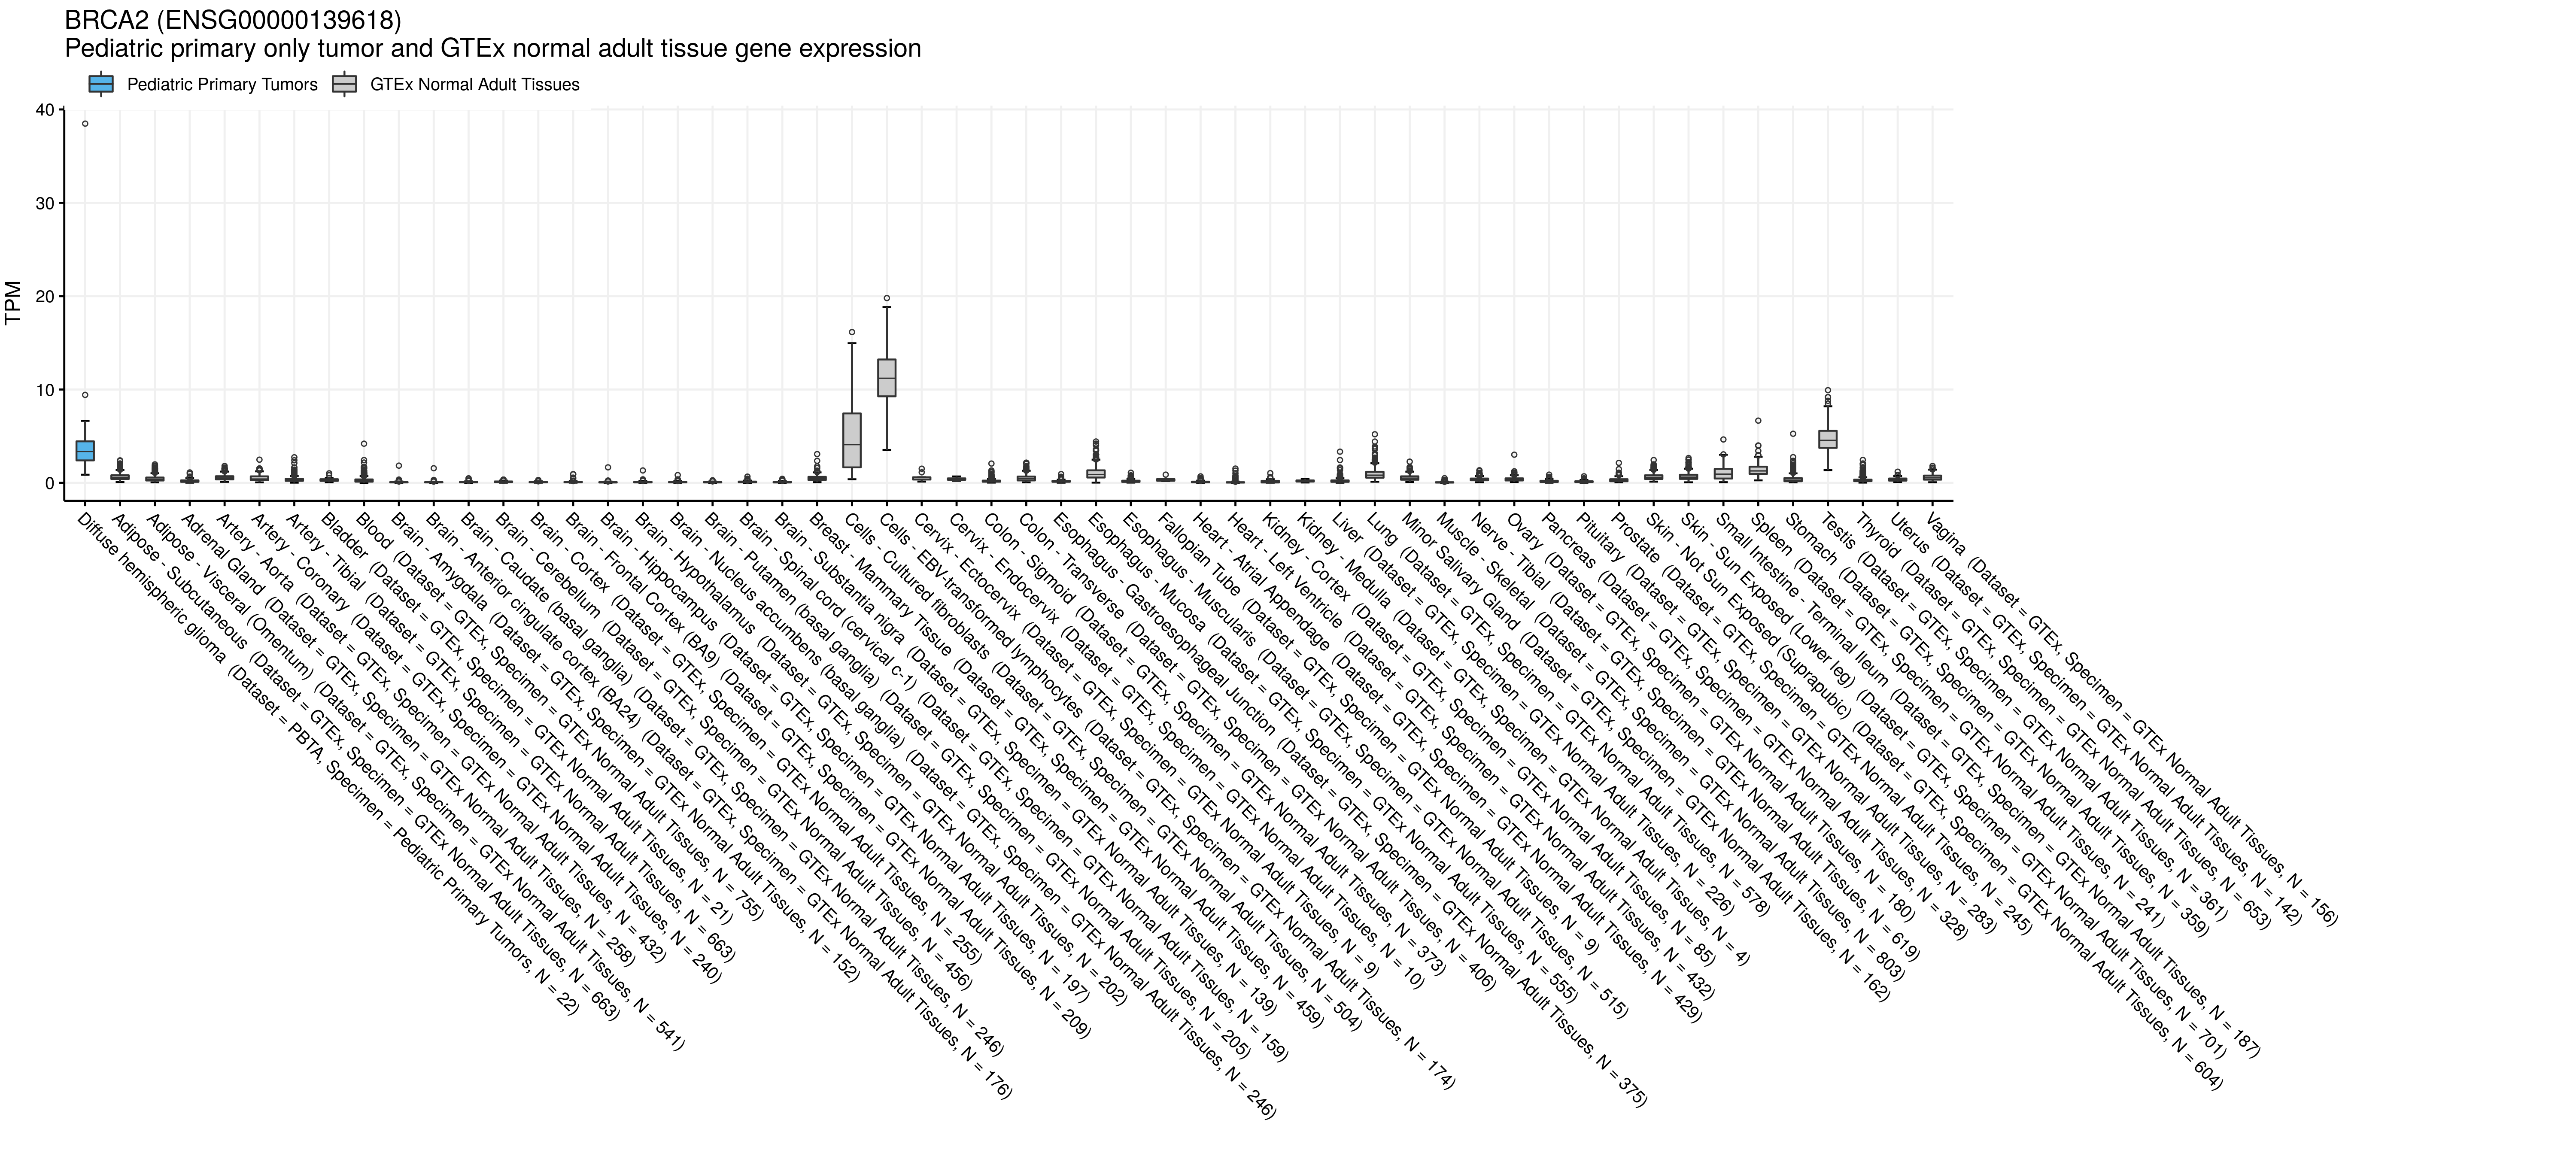 BRCA2 (ENSG00000139618)
Pediatric primary only tumor and GTEx normal adult tissue gene expression
Pediatric Primary Tumors
GTEx Normal Adult Tissues
TPM
40
30
20
10
0
Diffuse hemispheric glioma (Dataset = PBTA, Specimen = Pediatric Primary Tumors, N = 22)
Adipose - Subcutaneous (Dataset = GTEx, Specimen = GTEx Normal Adult Tissues, N = 663)
Adipose - Visceral (Omentum) (Dataset = GTEx, Specimen = GTEx Normal Adult Tissues, N = 541)
Adrenal Gland (Dataset = GTEx, Specimen = GTEx Normal Adult Tissues, N = 258)
Artery - Aorta (Dataset = GTEx, Specimen = GTEx Normal Adult Tissues, N = 432)
Artery - Coronary (Dataset = GTEx, Specimen = GTEx Normal Adult Tissues, N = 240)
Artery - Tibial (Dataset = GTEx, Specimen = GTEx Normal Adult Tissues, N = 663)
Bladder (Dataset = GTEx, Specimen = GTEx Normal Adult Tissues, N = 21)
Blood (Dataset = GTEx, Specimen = GTEx Normal Adult Tissues, N = 755)
Brain - Amygdala (Dataset = GTEx, Specimen = GTEx Normal Adult Tissues, N = 152)
Brain - Anterior cingulate cortex (BA24) (Dataset = GTEx, Specimen = GTEx Normal Adult Tissues, N = 176)
Brain - Caudate (basal ganglia) (Dataset = GTEx, Specimen = GTEx Normal Adult Tissues, N = 246)
Brain - Cerebellum (Dataset = GTEx, Specimen = GTEx Normal Adult Tissues, N = 456)
Brain - Cortex (Dataset = GTEx, Specimen = GTEx Normal Adult Tissues, N = 255)
Brain - Frontal Cortex (BA9) (Dataset = GTEx, Specimen = GTEx Normal Adult Tissues, N = 209)
Brain - Hippocampus (Dataset = GTEx, Specimen = GTEx Normal Adult Tissues, N = 197)
Brain - Hypothalamus (Dataset = GTEx, Specimen = GTEx Normal Adult Tissues, N = 202)
Brain - Nucleus accumbens (basal ganglia) (Dataset = GTEx, Specimen = GTEx Normal Adult Tissues, N = 246)
Brain - Putamen (basal ganglia) (Dataset = GTEx, Specimen = GTEx Normal Adult Tissues, N = 205)
Brain - Spinal cord (cervical c-1) (Dataset = GTEx, Specimen = GTEx Normal Adult Tissues, N = 159)
Brain - Substantia nigra (Dataset = GTEx, Specimen = GTEx Normal Adult Tissues, N = 139)
Breast - Mammary Tissue (Dataset = GTEx, Specimen = GTEx Normal Adult Tissues, N = 459)
Cells - Cultured fibroblasts (Dataset = GTEx, Specimen = GTEx Normal Adult Tissues, N = 504)
Cells - EBV-transformed lymphocytes (Dataset = GTEx, Specimen = GTEx Normal Adult Tissues, N = 174)
Cervix - Ectocervix (Dataset = GTEx, Specimen = GTEx Normal Adult Tissues, N = 9)
Cervix - Endocervix (Dataset = GTEx, Specimen = GTEx Normal Adult Tissues, N = 10)
Colon - Sigmoid (Dataset = GTEx, Specimen = GTEx Normal Adult Tissues, N = 373)
Colon - Transverse (Dataset = GTEx, Specimen = GTEx Normal Adult Tissues, N = 406)
Esophagus - Gastroesophageal Junction (Dataset = GTEx, Specimen = GTEx Normal Adult Tissues, N = 375)
Esophagus - Mucosa (Dataset = GTEx, Specimen = GTEx Normal Adult Tissues, N = 555)
Esophagus - Muscularis (Dataset = GTEx, Specimen = GTEx Normal Adult Tissues, N = 515)
Fallopian Tube (Dataset = GTEx, Specimen = GTEx Normal Adult Tissues, N = 9)
Heart - Atrial Appendage (Dataset = GTEx, Specimen = GTEx Normal Adult Tissues, N = 429)
Heart - Left Ventricle (Dataset = GTEx, Specimen = GTEx Normal Adult Tissues, N = 432)
Kidney - Cortex (Dataset = GTEx, Specimen = GTEx Normal Adult Tissues, N = 85)
Kidney - Medulla (Dataset = GTEx, Specimen = GTEx Normal Adult Tissues, N = 4)
Liver (Dataset = GTEx, Specimen = GTEx Normal Adult Tissues, N = 226)
Lung (Dataset = GTEx, Specimen = GTEx Normal Adult Tissues, N = 578)
Minor Salivary Gland (Dataset = GTEx, Specimen = GTEx Normal Adult Tissues, N = 162)
Muscle - Skeletal (Dataset = GTEx, Specimen = GTEx Normal Adult Tissues, N = 803)
Nerve - Tibial (Dataset = GTEx, Specimen = GTEx Normal Adult Tissues, N = 619)
Ovary (Dataset = GTEx, Specimen = GTEx Normal Adult Tissues, N = 180)
Pancreas (Dataset = GTEx, Specimen = GTEx Normal Adult Tissues, N = 328)
Pituitary (Dataset = GTEx, Specimen = GTEx Normal Adult Tissues, N = 283)
Prostate (Dataset = GTEx, Specimen = GTEx Normal Adult Tissues, N = 245)
Skin - Not Sun Exposed (Suprapubic) (Dataset = GTEx, Specimen = GTEx Normal Adult Tissues, N = 604)
Skin - Sun Exposed (Lower leg) (Dataset = GTEx, Specimen = GTEx Normal Adult Tissues, N = 701)
Small Intestine - Terminal Ileum (Dataset = GTEx, Specimen = GTEx Normal Adult Tissues, N = 187)
Spleen (Dataset = GTEx, Specimen = GTEx Normal Adult Tissues, N = 241)
Stomach (Dataset = GTEx, Specimen = GTEx Normal Adult Tissues, N = 359)
Testis (Dataset = GTEx, Specimen = GTEx Normal Adult Tissues, N = 361)
Thyroid (Dataset = GTEx, Specimen = GTEx Normal Adult Tissues, N = 653)
Uterus (Dataset = GTEx, Specimen = GTEx Normal Adult Tissues, N = 142)
Vagina (Dataset = GTEx, Specimen = GTEx Normal Adult Tissues, N = 156)